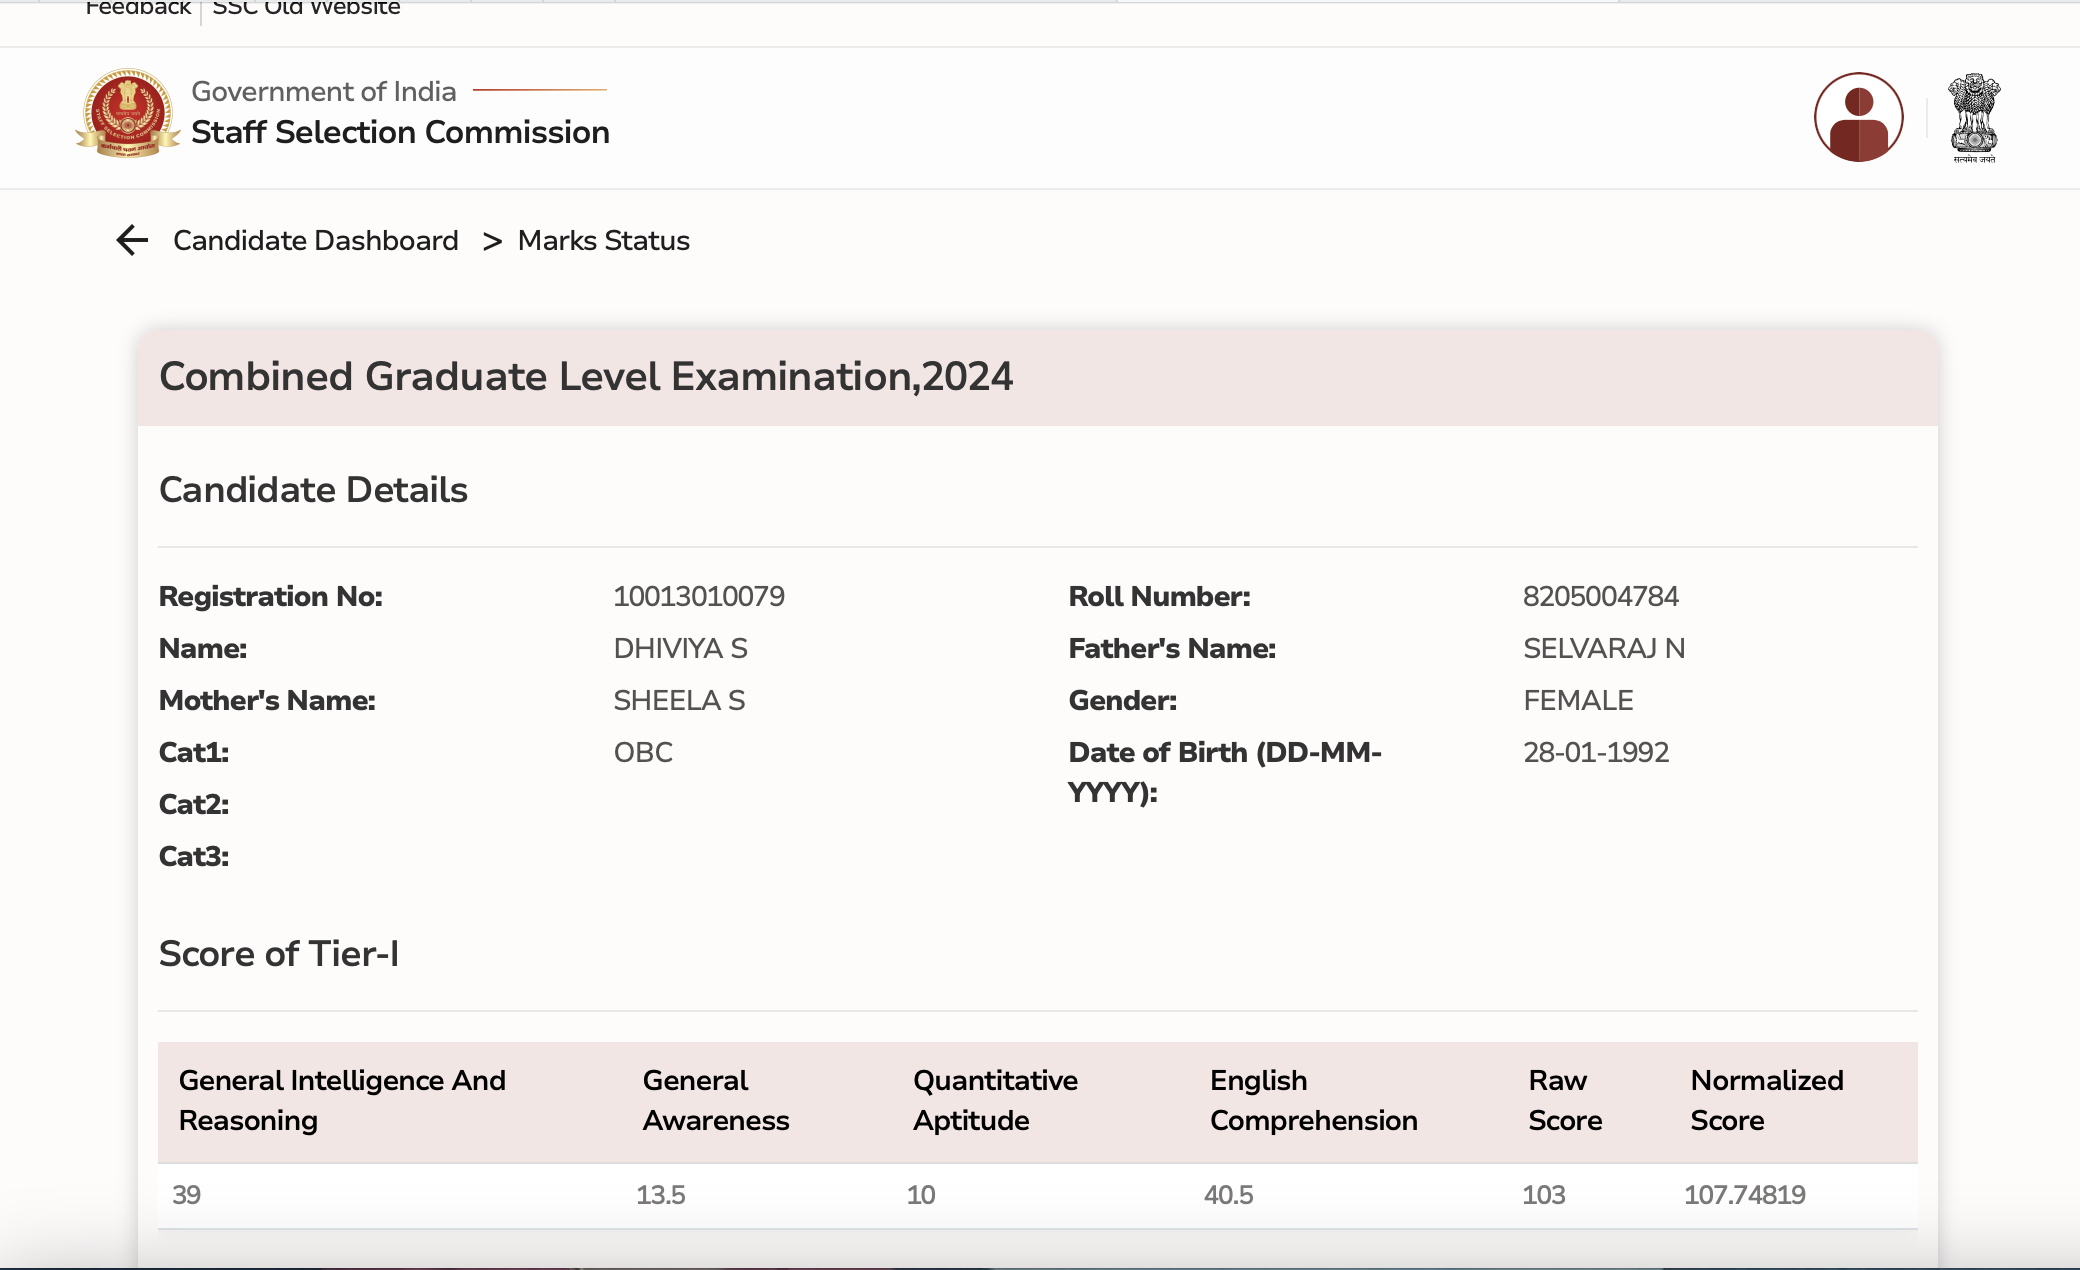 Feedback SSC Old Website
Government of India
Staff Selection Commission
सत्यमेव जयते
Candidate Dashboard > Marks Status
Combined Graduate Level Examination,2024
Candidate Details
Registration No: 10013010079 Roll Number: 8205004784
Name: DHIVIYA S Father's Name: SELVARAJ N
Mother's Name: SHEELA S Gender: FEMALE
Cat1: OBC Date of Birth (DD-MM-YYYY): 28-01-1992
Cat2:
Cat3:
Score of Tier-I
General Intelligence And Reasoning General Awareness Quantitative Aptitude English Comprehension Raw Score Normalized Score
39 13.5 10 40.5 103 107.74819